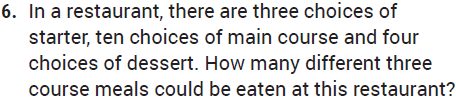 6. In a restaurant, there are three choices of
starter, ten choices of main course and four
choices of dessert. How many different three
course meals could be eaten at this restaurant?